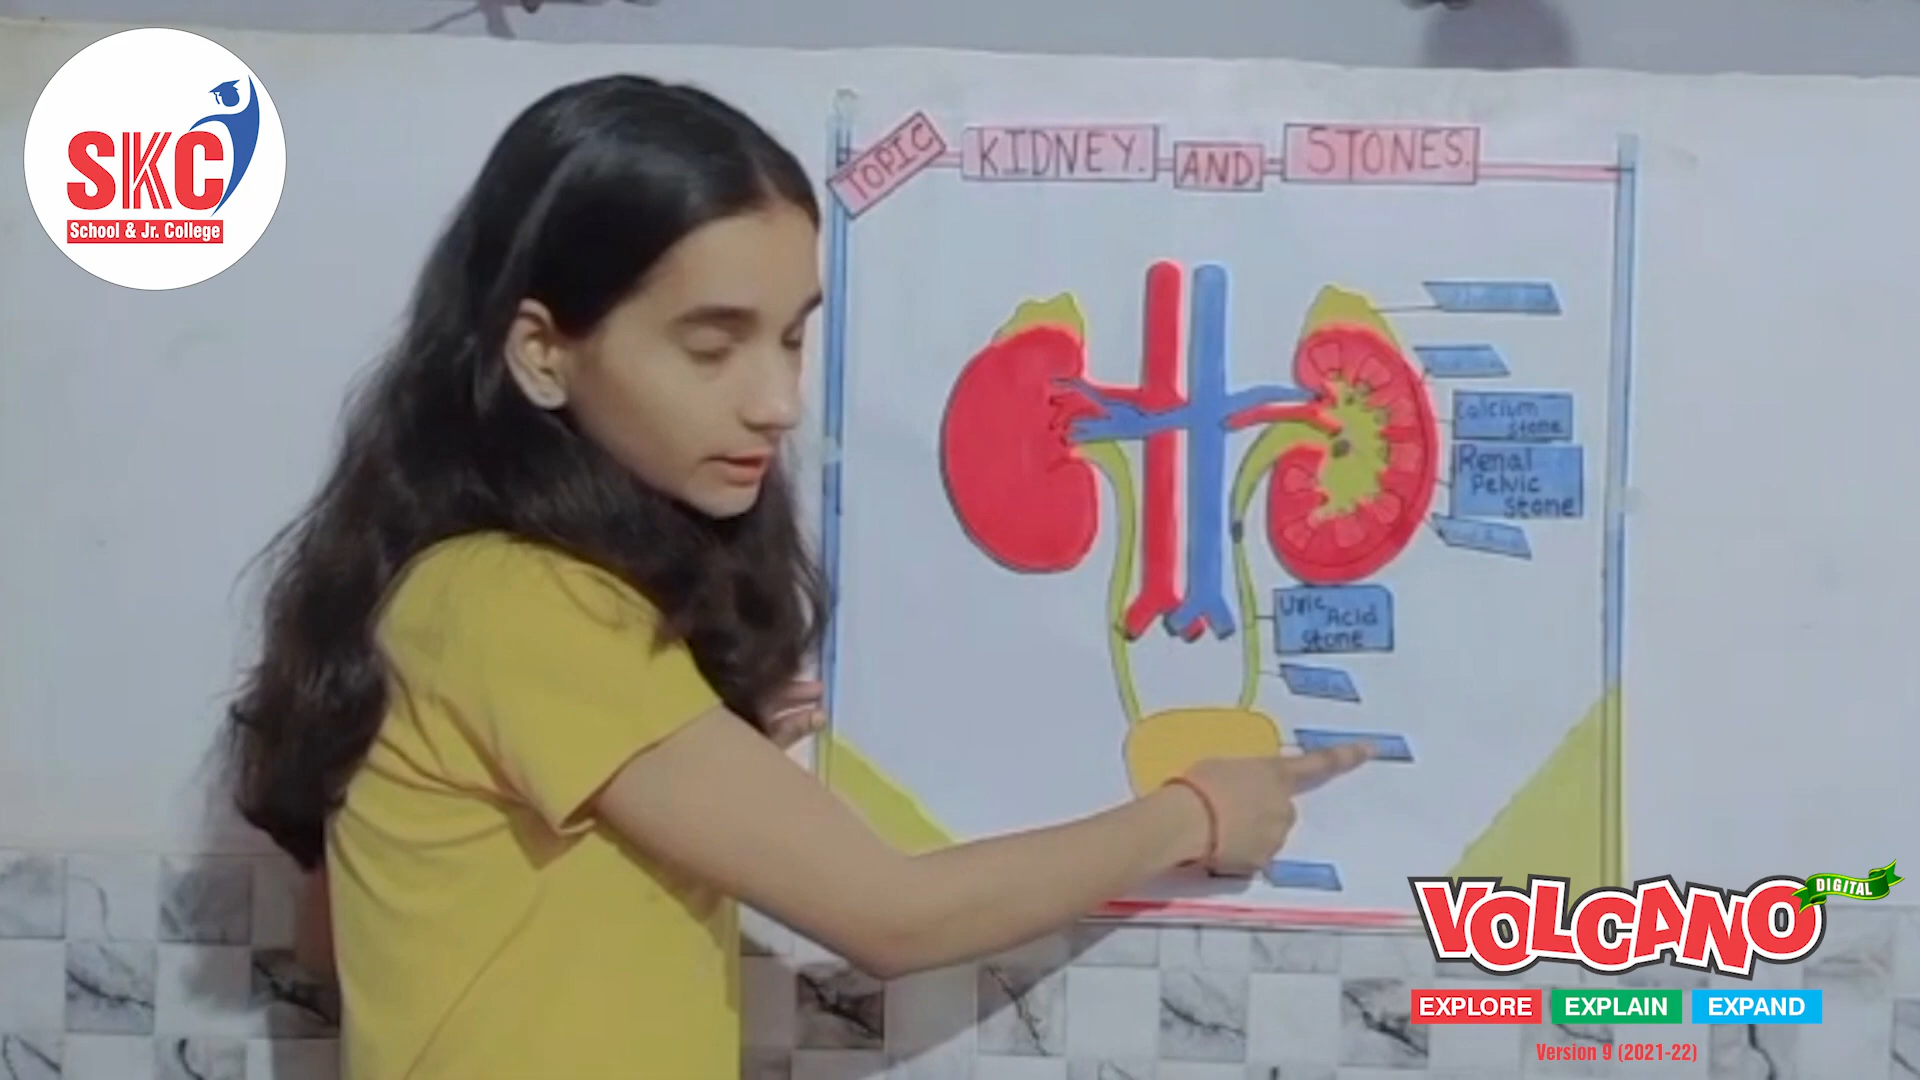 SKC
School & Jr. College
TOPIC KIDNEY. AND STONES.
Calcium
Stone
Renal
Pelvic
Stone
Uric Acid
Stone
VOLCANO
DIGITAL
EXPLORE EXPLAIN EXPAND
Version 9 (2021-22)